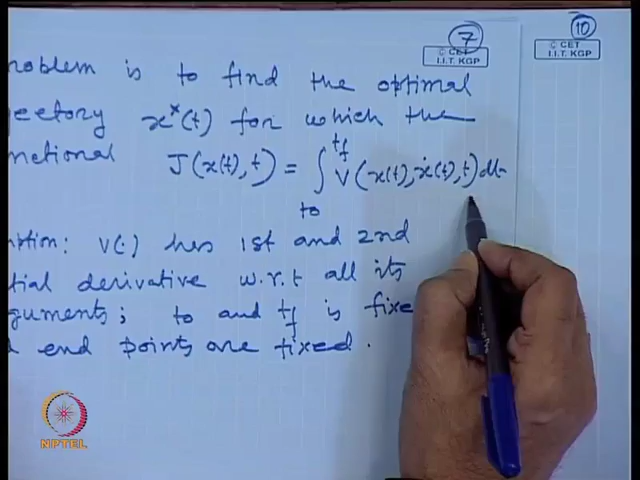 7
10
© CET
I.I.T. KGP
© CET
I.I.T. KGP
roblem is to find the optimal
jectory x*(t) for which the
nctional J(x(t), t) = ∫_{t0}^{tf} V(x(t), ẋ(t), t) dt
mption: V(.) has 1st and 2nd
tial derivative w.r.t all its
guments; to and tf is fixe
d end points are fixed.
NPTEL